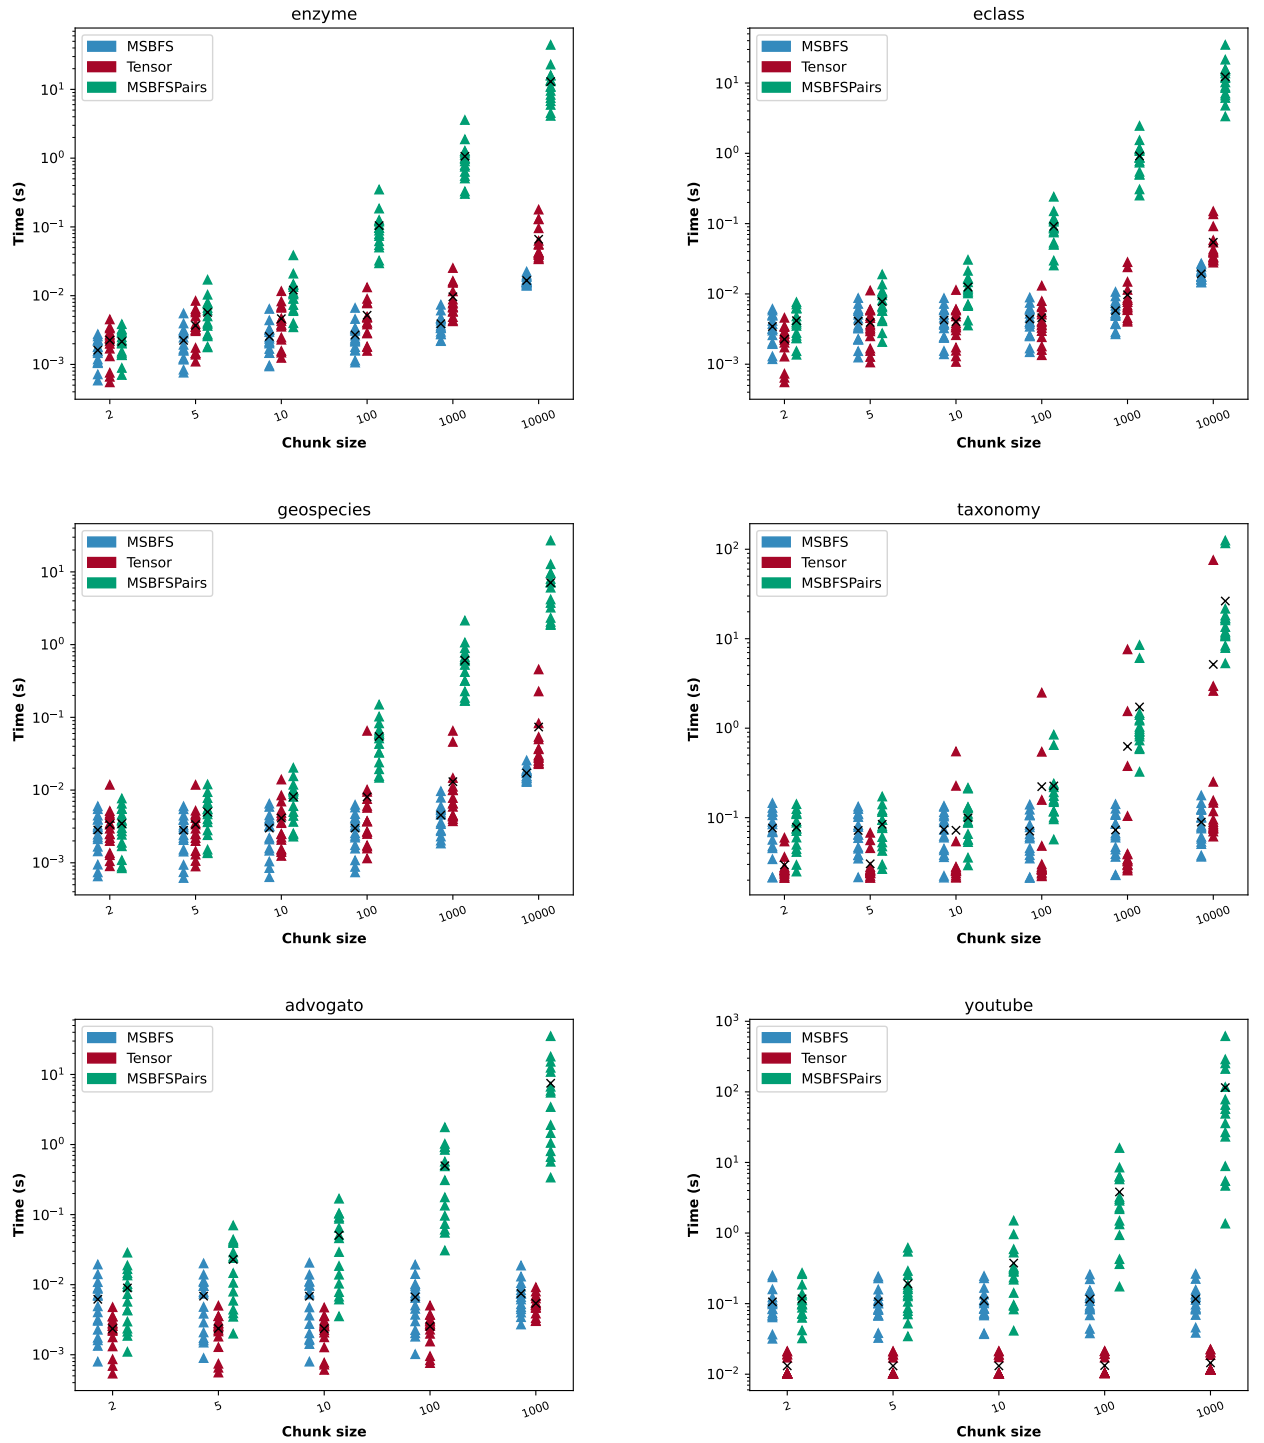 enzyme
MSBFS
Tensor
MSBFSPairs
10^1
10^0
10^-1
10^-2
10^-3
Time (s)
2 5 10 100 1000 10000
Chunk size
eclass
MSBFS
Tensor
MSBFSPairs
10^1
10^0
10^-1
10^-2
10^-3
Time (s)
2 5 10 100 1000 10000
Chunk size
geospecies
MSBFS
Tensor
MSBFSPairs
10^1
10^0
10^-1
10^-2
10^-3
Time (s)
2 5 10 100 1000 10000
Chunk size
taxonomy
MSBFS
Tensor
MSBFSPairs
10^2
10^1
10^0
10^-1
Time (s)
2 5 10 100 1000 10000
Chunk size
advogato
MSBFS
Tensor
MSBFSPairs
10^1
10^0
10^-1
10^-2
10^-3
Time (s)
2 5 10 100 1000
Chunk size
youtube
MSBFS
Tensor
MSBFSPairs
10^3
10^2
10^1
10^0
10^-1
10^-2
Time (s)
2 5 10 100 1000
Chunk size